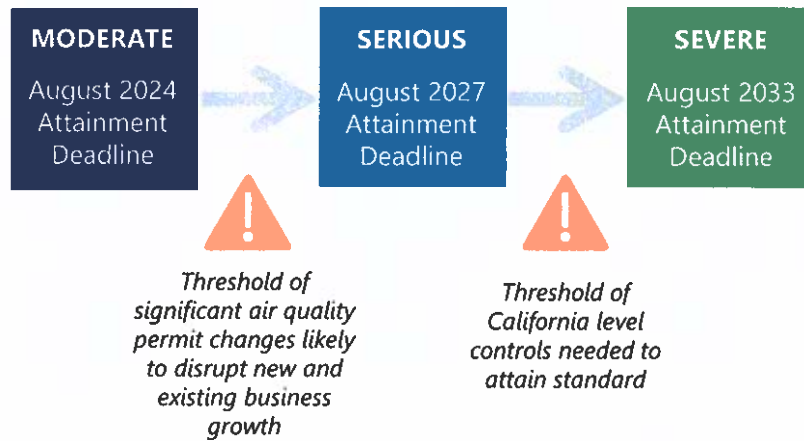 MODERATE
August 2024
Attainment
Deadline
SERIOUS
August 2027
Attainment
Deadline
SEVERE
August 2033
Attainment
Deadline
Threshold of
significant air quality
permit changes likely
to disrupt new and
existing business
growth
Threshold of
California level
controls needed to
attain standard